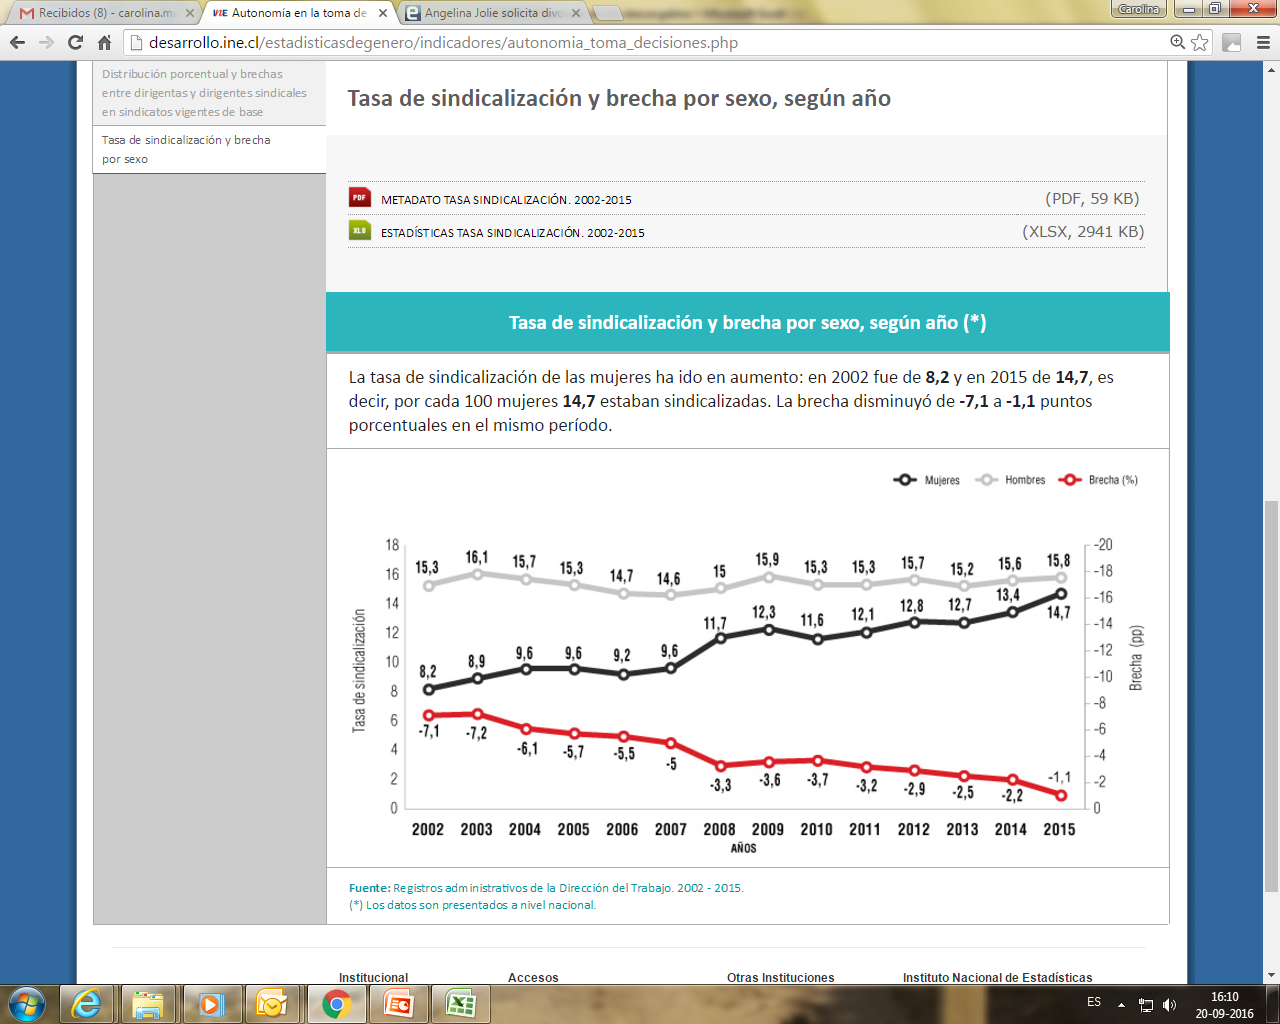 Recibidos (8) - carolina.m
Autonomía en la toma de
Angelina Jolie solicita divo
Carolina
desarrollo.ine.cl/estadisticasdegenero/indicadores/autonomia_toma_decisiones.php
Distribución porcentual y brechas
entre dirigentas y dirigentes sindicales
en sindicatos vigentes de base
Tasa de sindicalización y brecha
por sexo
Tasa de sindicalización y brecha por sexo, según año
PDF METADATO TASA SINDICALIZACIÓN. 2002-2015 (PDF, 59 KB)
XLS ESTADÍSTICAS TASA SINDICALIZACIÓN. 2002-2015 (XLSX, 2941 KB)
Tasa de sindicalización y brecha por sexo, según año (*)
La tasa de sindicalización de las mujeres ha ido en aumento: en 2002 fue de 8,2 y en 2015 de 14,7, es
decir, por cada 100 mujeres 14,7 estaban sindicalizadas. La brecha disminuyó de -7,1 a -1,1 puntos
porcentuales en el mismo período.
Mujeres Hombres Brecha (%)
Tasa de sindicalización
18
16
14
12
10
8
6
4
2
0
15,3 16,1 15,7 15,3 14,7 14,6 15 15,9 15,3 15,3 15,7 15,2 15,6 15,8
8,2 8,9 9,6 9,6 9,2 9,6 11,7 12,3 11,6 12,1 12,8 12,7 13,4 14,7
-7,1 -7,2 -6,1 -5,7 -5,5 -5 -3,3 -3,6 -3,7 -3,2 -2,9 -2,5 -2,2 -1,1
-20
-18
-16
-14
-12
-10
-8
-6
-4
-2
0
Brecha (pp)
2002 2003 2004 2005 2006 2007 2008 2009 2010 2011 2012 2013 2014 2015
AÑOS
Fuente: Registros administrativos de la Dirección del Trabajo. 2002 - 2015.
(*) Los datos son presentados a nivel nacional.
Institucional Accesos Otras Instituciones Instituto Nacional de Estadísticas
ES
16:10
20-09-2016